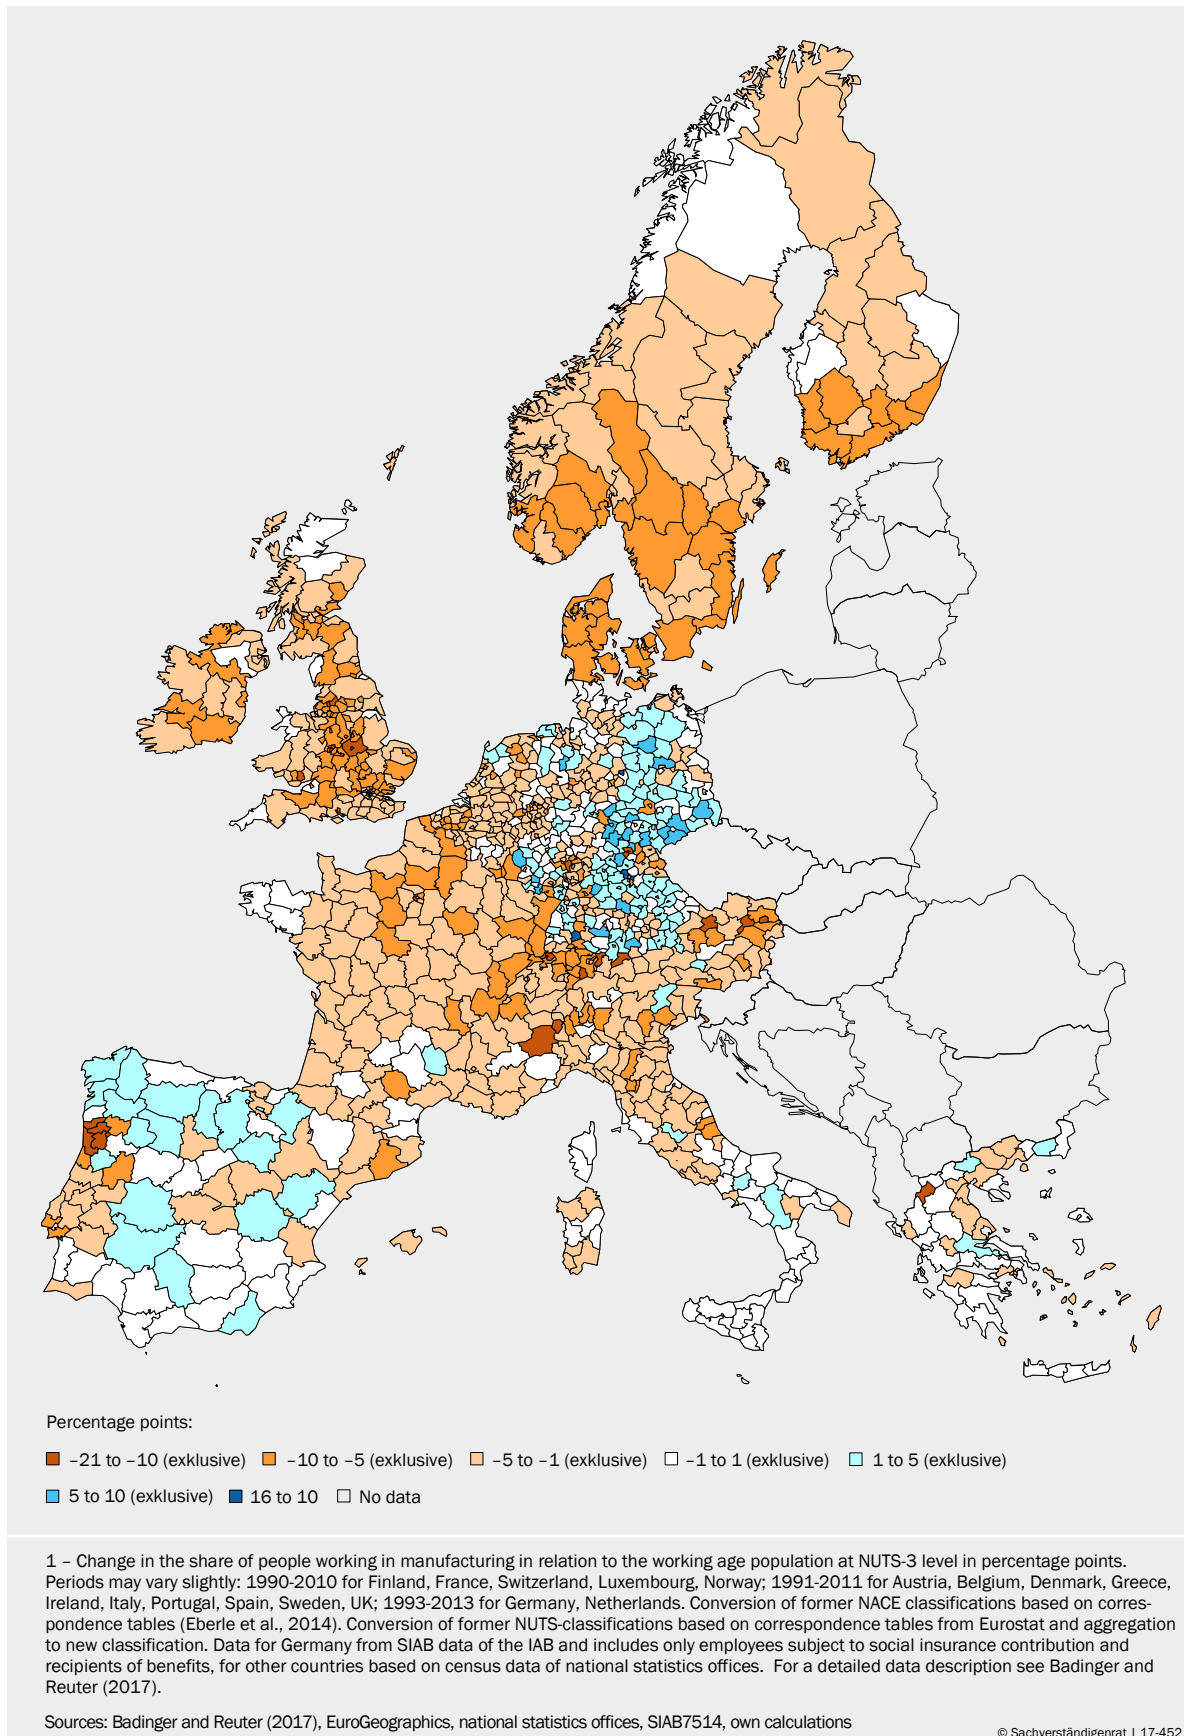 Percentage points:
–21 to –10 (exklusive) –10 to –5 (exklusive) –5 to –1 (exklusive) –1 to 1 (exklusive) 1 to 5 (exklusive)
5 to 10 (exklusive) 16 to 10 No data
1 – Change in the share of people working in manufacturing in relation to the working age population at NUTS-3 level in percentage points.
Periods may vary slightly: 1990-2010 for Finland, France, Switzerland, Luxembourg, Norway; 1991-2011 for Austria, Belgium, Denmark, Greece,
Ireland, Italy, Portugal, Spain, Sweden, UK; 1993-2013 for Germany, Netherlands. Conversion of former NACE classifications based on corres-
pondence tables (Eberle et al., 2014). Conversion of former NUTS-classifications based on correspondence tables from Eurostat and aggregation
to new classification. Data for Germany from SIAB data of the IAB and includes only employees subject to social insurance contribution and
recipients of benefits, for other countries based on census data of national statistics offices. For a detailed data description see Badinger and
Reuter (2017).
Sources: Badinger and Reuter (2017), EuroGeographics, national statistics offices, SIAB7514, own calculations
© Sachverständigenrat | 17-452